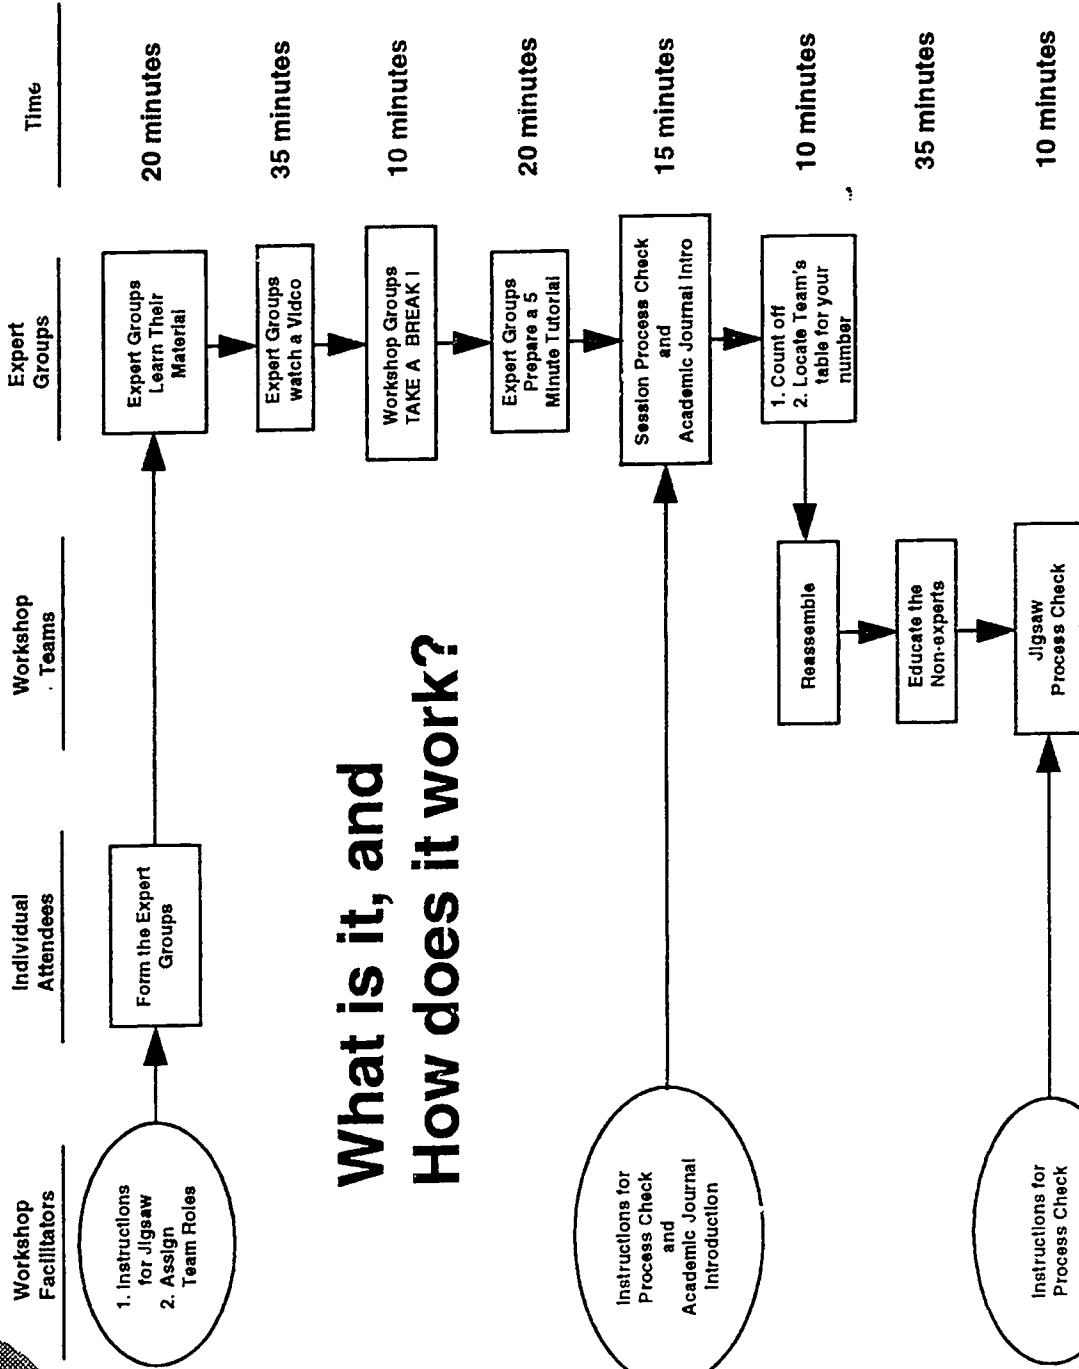 Workshop
Facilitators
Individual
Attendees
Workshop
Teams
Expert
Groups
Time
1. Instructions
for Jigsaw
2. Assign
Team Roles
Form the Expert
Groups
Expert Groups
Learn Their
Material
20 minutes
Expert Groups
watch a Video
35 minutes
What is it, and
How does it work?
Workshop Groups
TAKE A BREAK !
10 minutes
Expert Groups
Prepare a 5
Minute Tutorial
20 minutes
Instructions for
Process Check
and
Academic Journal
Introduction
Session Process Check
and
Academic Journal Intro
15 minutes
1. Count off
2. Locate Team's
table for your
number
10 minutes
Reassemble
Educate the
Non-experts
35 minutes
Instructions for
Process Check
Jigsaw
Process Check
10 minutes